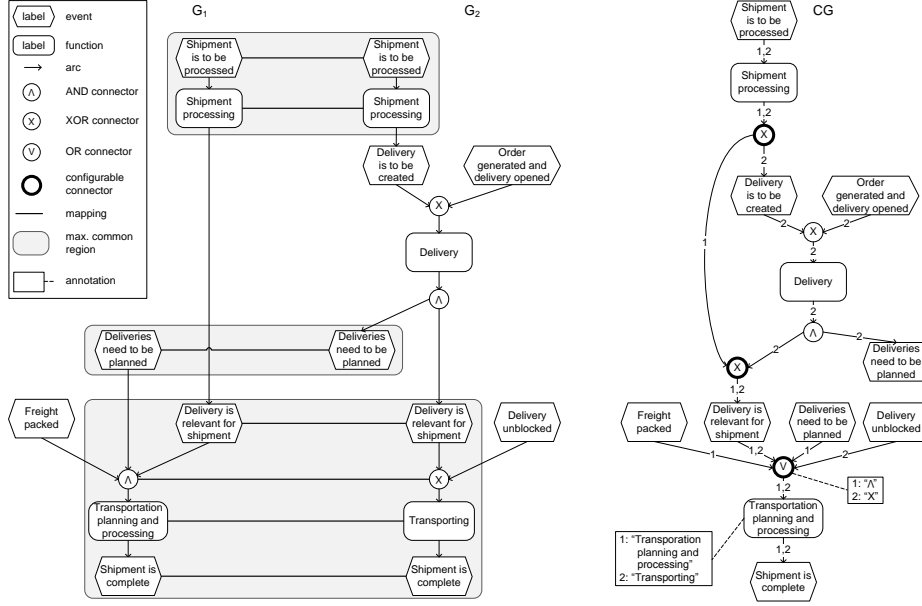 label
event
label
function
arc
Λ
AND connector
X
XOR connector
V
OR connector
configurable
connector
mapping
max. common
region
annotation
G1
G2
Shipment
is to be
processed
Shipment
is to be
processed
Shipment
processing
Shipment
processing
Delivery
is to be
created
Order
generated and
delivery opened
X
Delivery
Λ
Deliveries
need to be
planned
Deliveries
need to be
planned
Freight
packed
Delivery is
relevant for
shipment
Delivery is
relevant for
shipment
Delivery
unblocked
Λ
X
Transportation
planning and
processing
Transporting
Shipment is
complete
Shipment is
complete
CG
Shipment
is to be
processed
1,2
Shipment
processing
1,2
X
2
1
Delivery
is to be
created
Order
generated and
delivery opened
2
2
X
2
Delivery
2
Λ
2
2
Deliveries
need to be
planned
X
1,2
Freight
packed
Delivery is
relevant for
shipment
Deliveries
need to be
planned
Delivery
unblocked
1
1,2
1
2
V
1: “Λ”
2: “X”
1,2
Transportation
planning and
processing
1: “Transporation
planning and
processing”
2: “Transporting”
1,2
Shipment is
complete